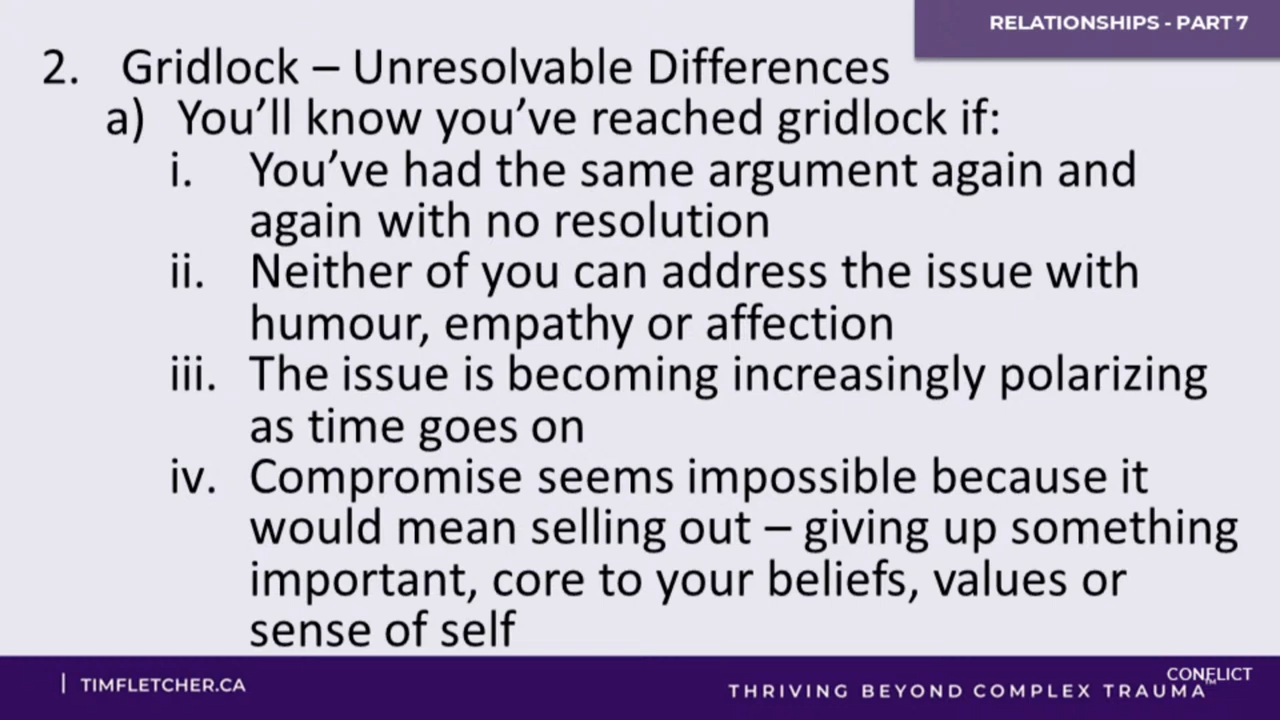 RELATIONSHIPS - PART 7
2. Gridlock – Unresolvable Differences
a) You’ll know you’ve reached gridlock if:
i. You’ve had the same argument again and
again with no resolution
ii. Neither of you can address the issue with
humour, empathy or affection
iii. The issue is becoming increasingly polarizing
as time goes on
iv. Compromise seems impossible because it
would mean selling out – giving up something
important, core to your beliefs, values or
sense of self
| TIMFLETCHER.CA
CONFLICT
THRIVING BEYOND COMPLEX TRAUMA™